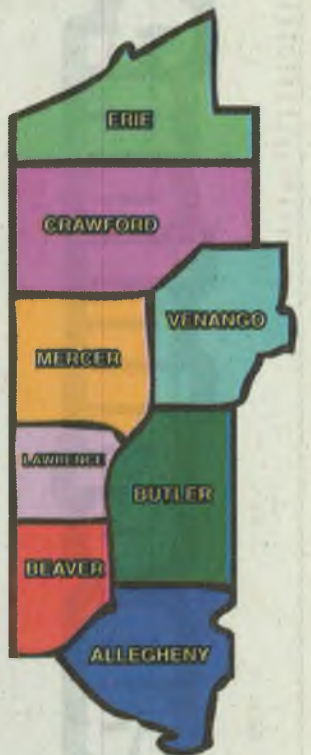 ERIE
CRAWFORD
VENANGO
MERCER
LAWRENCE
BUTLER
BEAVER
ALLEGHENY